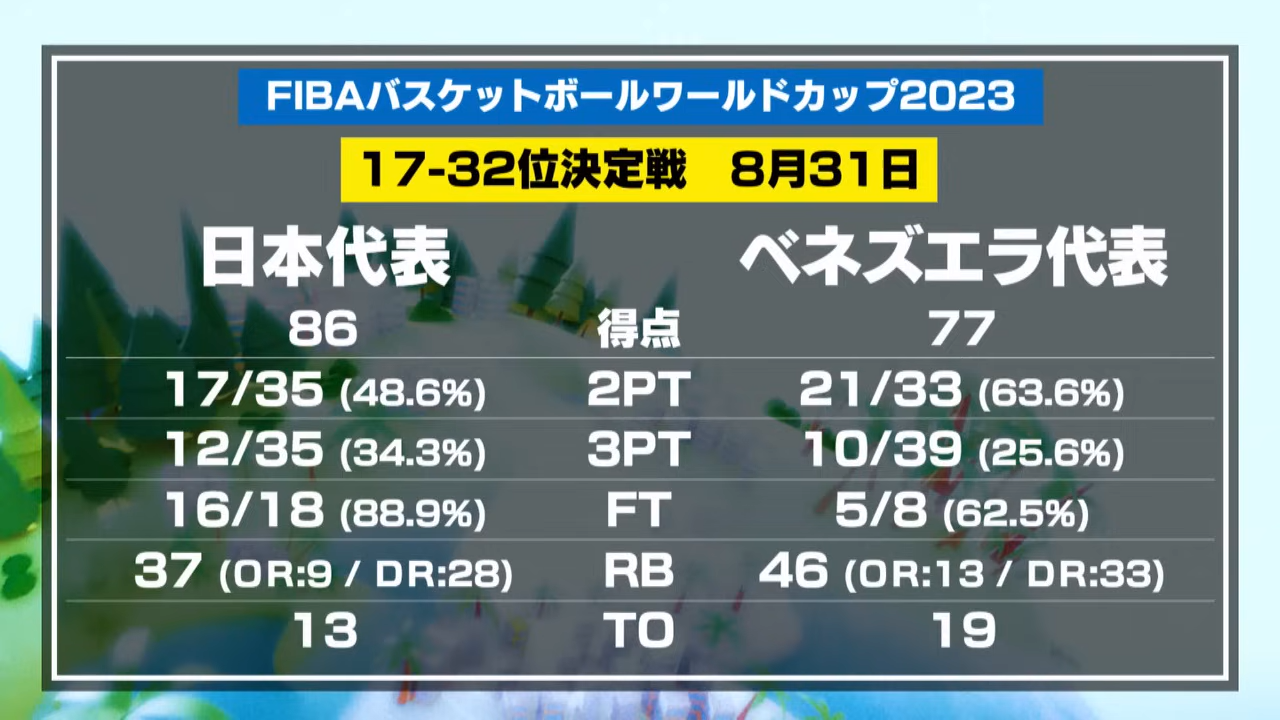 FIBAバスケットボールワールドカップ2023
17-32位決定戦　8月31日
日本代表　ベネズエラ代表
86　得点　77
17/35 (48.6%)　2PT　21/33 (63.6%)
12/35 (34.3%)　3PT　10/39 (25.6%)
16/18 (88.9%)　FT　5/8 (62.5%)
37 (OR:9 / DR:28)　RB　46 (OR:13 / DR:33)
13　TO　19